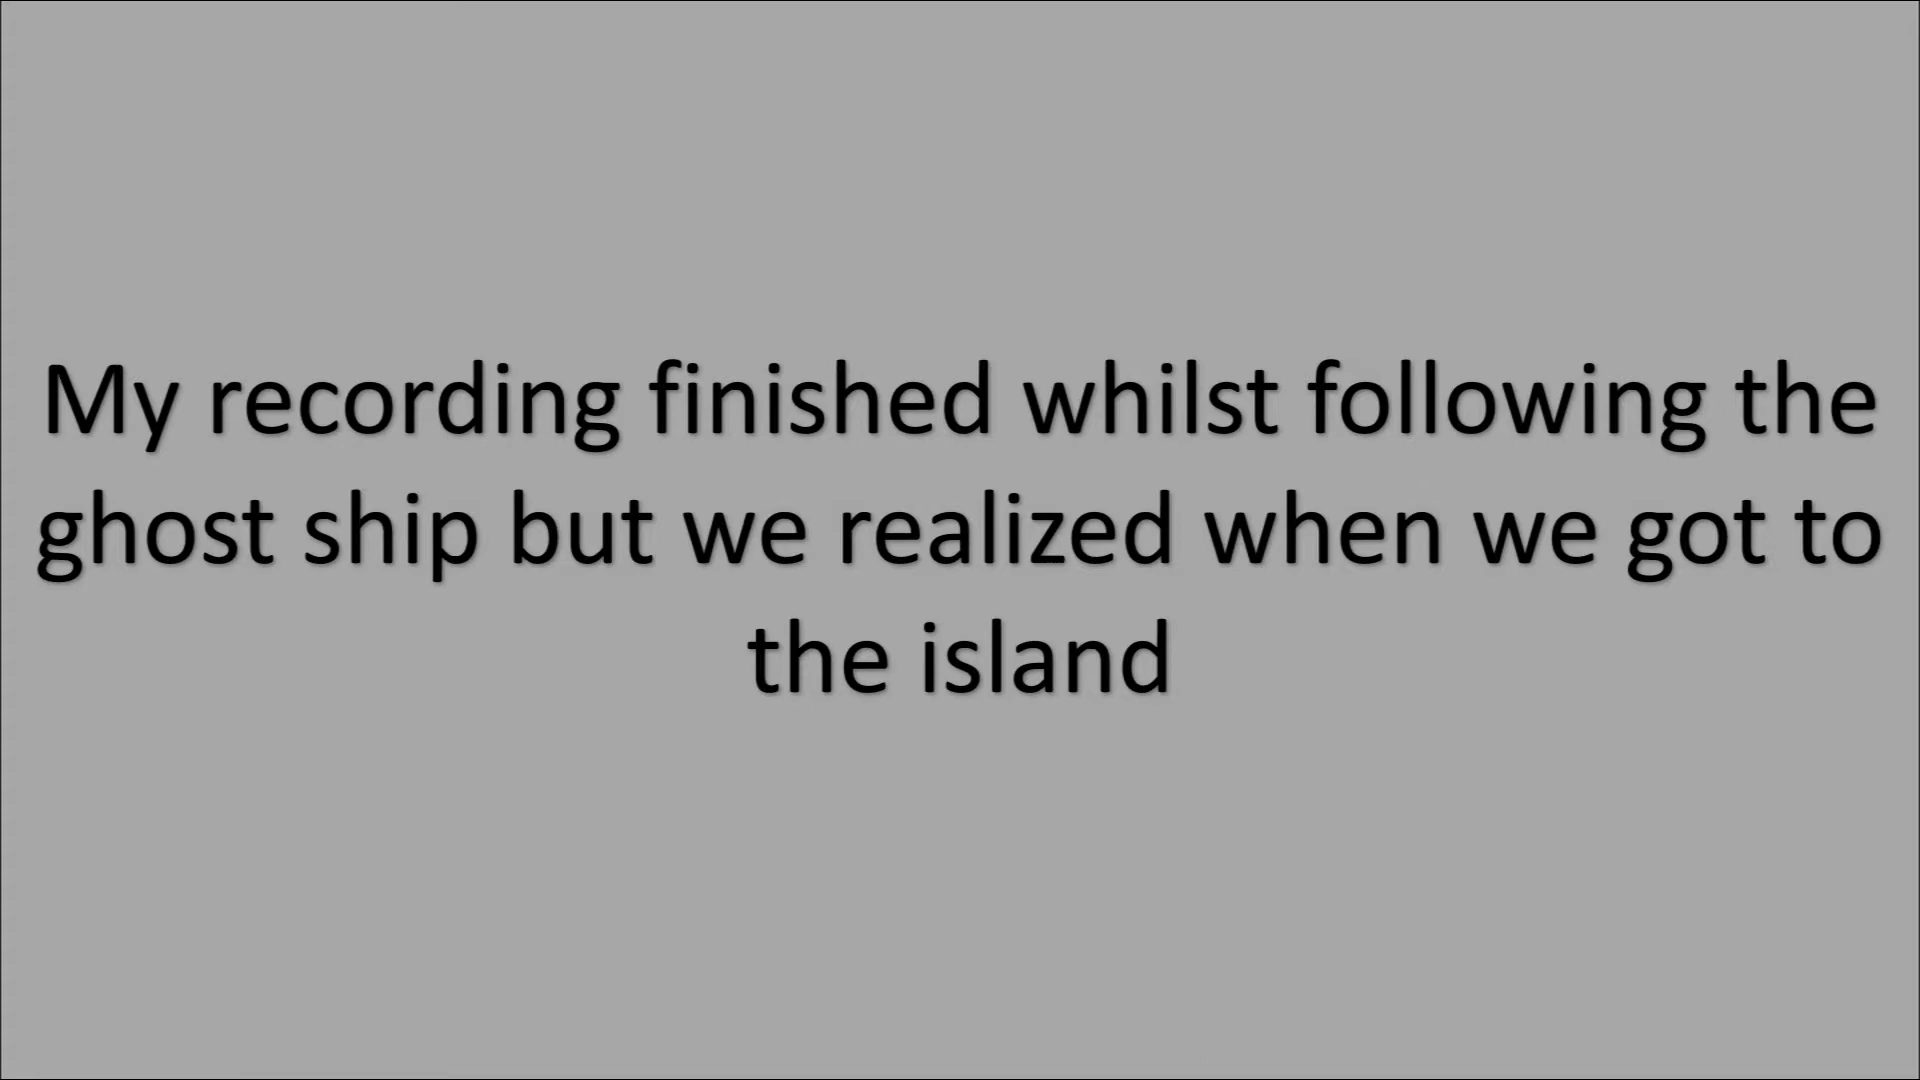 My recording finished whilst following the
ghost ship but we realized when we got to
the island